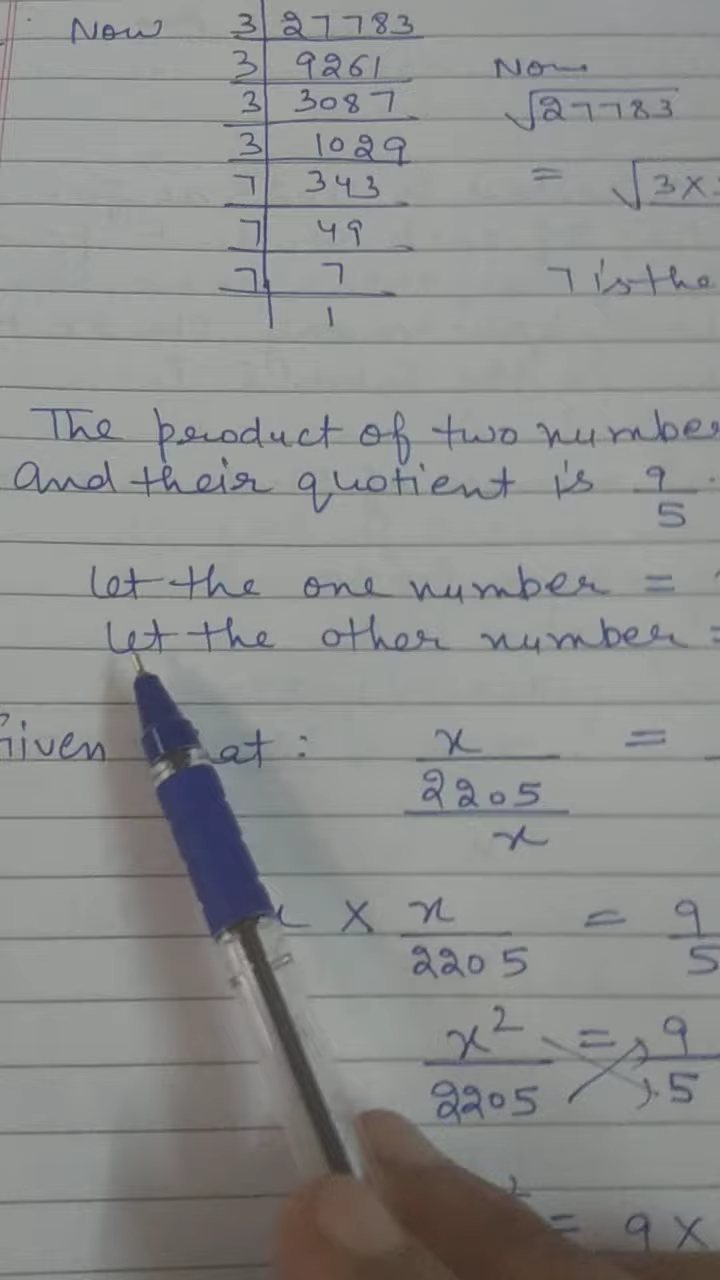 Now 3 | 27783
3 | 9261
3 | 3087
3 | 1029
7 | 343
7 | 49
7 | 7
1
Now
√27783
= √3×
7 is the
The product of two numbe
and their quotient is 9/5
let the one number =
let the other number =
at: x / (2205 / x) =
× x/2205 = 9/5
x²/2205 = 9/5
= 9×